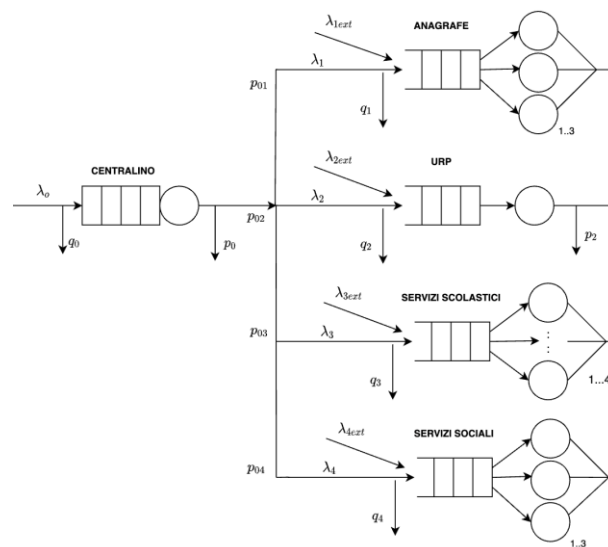 ANAGRAFE
λ1ext
λ1
p01
q1
1..3
CENTRALINO
λo
q0
p0
URP
λ2ext
p02
λ2
q2
p2
SERVIZI SCOLASTICI
λ3ext
p03
λ3
q3
1...4
SERVIZI SOCIALI
λ4ext
p04
λ4
q4
1..3